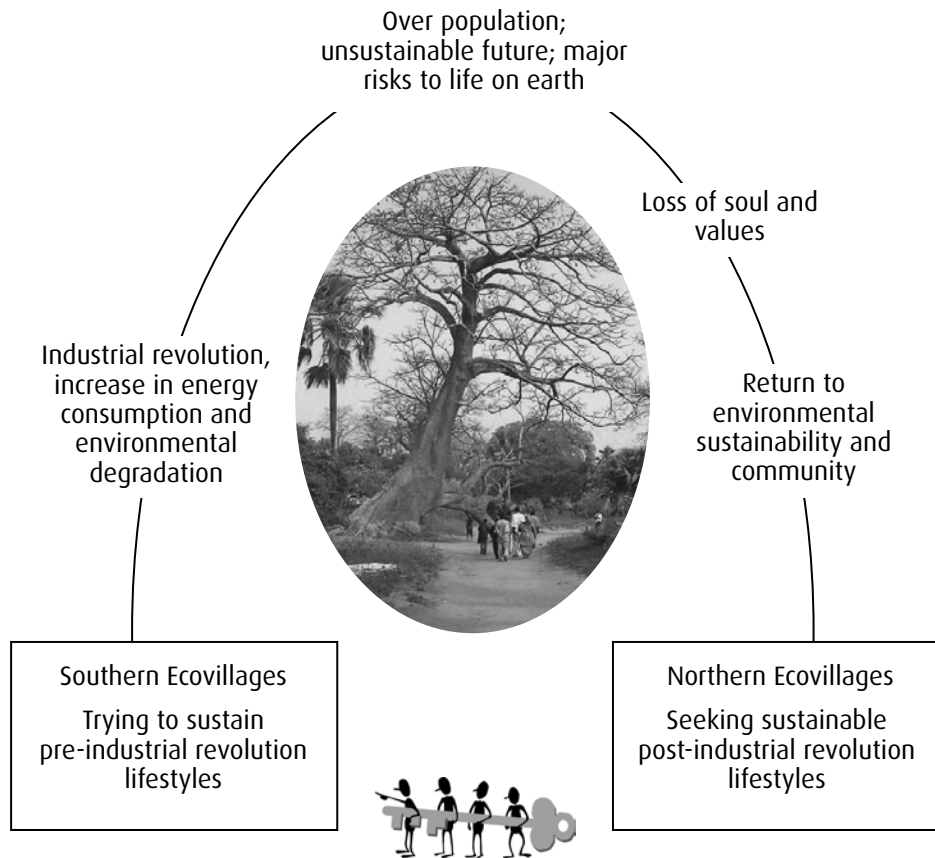 Over population;
unsustainable future; major
risks to life on earth
Loss of soul and
values
Industrial revolution,
increase in energy
consumption and
environmental
degradation
Return to
environmental
sustainability and
community
Southern Ecovillages
Trying to sustain
pre-industrial revolution
lifestyles
Northern Ecovillages
Seeking sustainable
post-industrial revolution
lifestyles